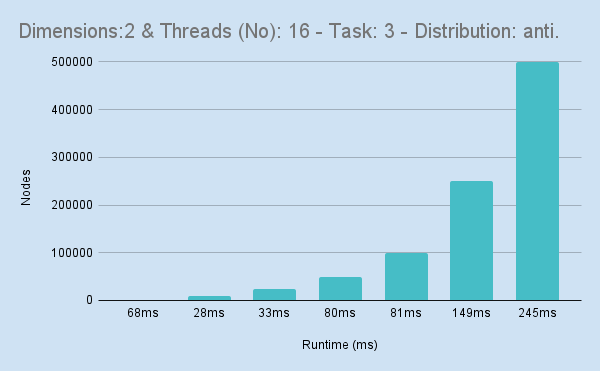 Dimensions:2 & Threads (No): 16 - Task: 3 - Distribution: anti.
500000
400000
300000
200000
100000
0
Nodes
68ms 28ms 33ms 80ms 81ms 149ms 245ms
Runtime (ms)